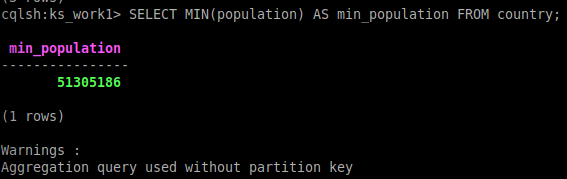 cqlsh:ks_work1> SELECT MIN(population) AS min_population FROM country;
min_population
----------------
51305186
(1 rows)
Warnings :
Aggregation query used without partition key